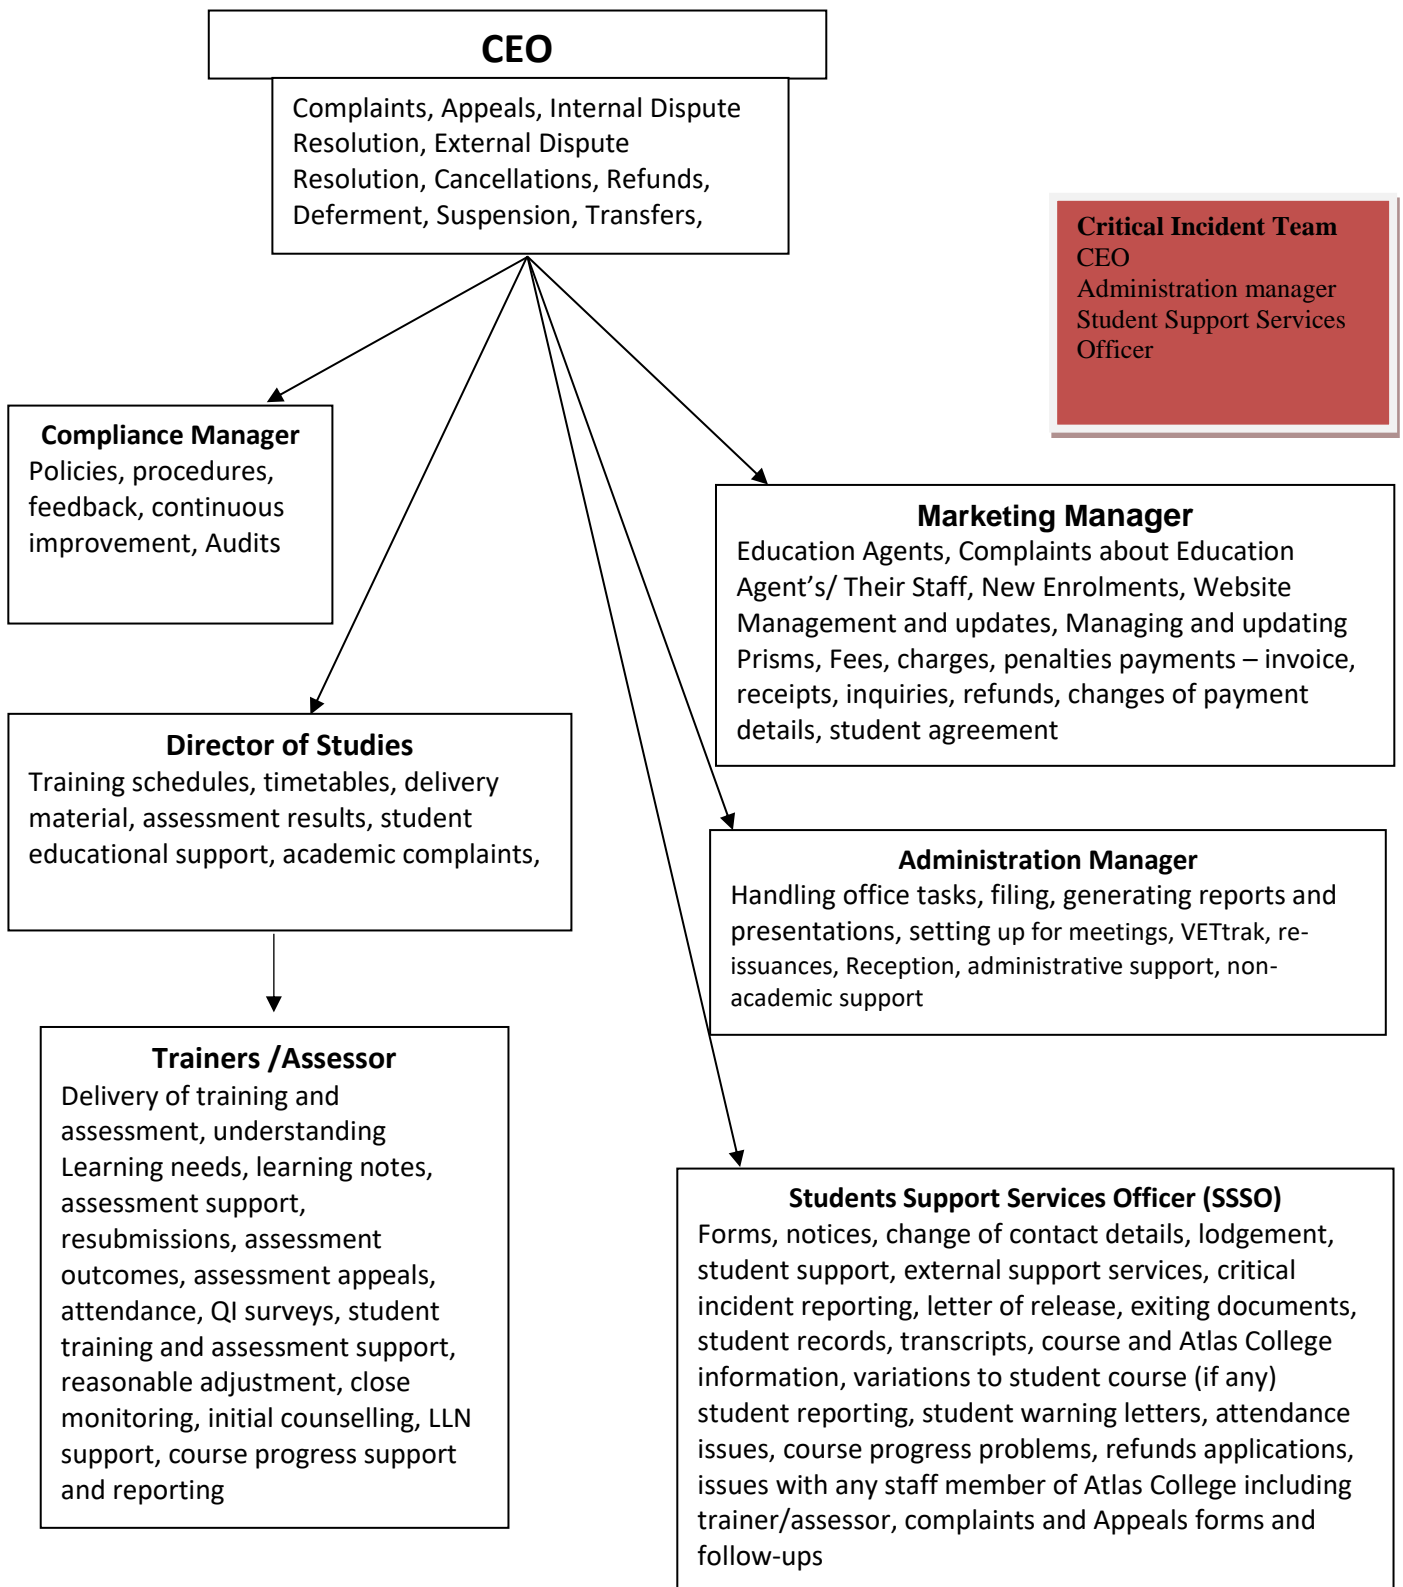 CEO
Complaints, Appeals, Internal Dispute
Resolution, External Dispute
Resolution, Cancellations, Refunds,
Deferment, Suspension, Transfers,
Critical Incident Team
CEO
Administration manager
Student Support Services
Officer
Compliance Manager
Policies, procedures,
feedback, continuous
improvement, Audits
Marketing Manager
Education Agents, Complaints about Education
Agent’s/ Their Staff, New Enrolments, Website
Management and updates, Managing and updating
Prisms, Fees, charges, penalties payments – invoice,
receipts, inquiries, refunds, changes of payment
details, student agreement
Director of Studies
Training schedules, timetables, delivery
material, assessment results, student
educational support, academic complaints,
Administration Manager
Handling office tasks, filing, generating reports and
presentations, setting up for meetings, VETtrak, re-
issuances, Reception, administrative support, non-
academic support
Trainers /Assessor
Delivery of training and
assessment, understanding
Learning needs, learning notes,
assessment support,
resubmissions, assessment
outcomes, assessment appeals,
attendance, QI surveys, student
training and assessment support,
reasonable adjustment, close
monitoring, initial counselling, LLN
support, course progress support
and reporting
Students Support Services Officer (SSSO)
Forms, notices, change of contact details, lodgement,
student support, external support services, critical
incident reporting, letter of release, exiting documents,
student records, transcripts, course and Atlas College
information, variations to student course (if any)
student reporting, student warning letters, attendance
issues, course progress problems, refunds applications,
issues with any staff member of Atlas College including
trainer/assessor, complaints and Appeals forms and
follow-ups